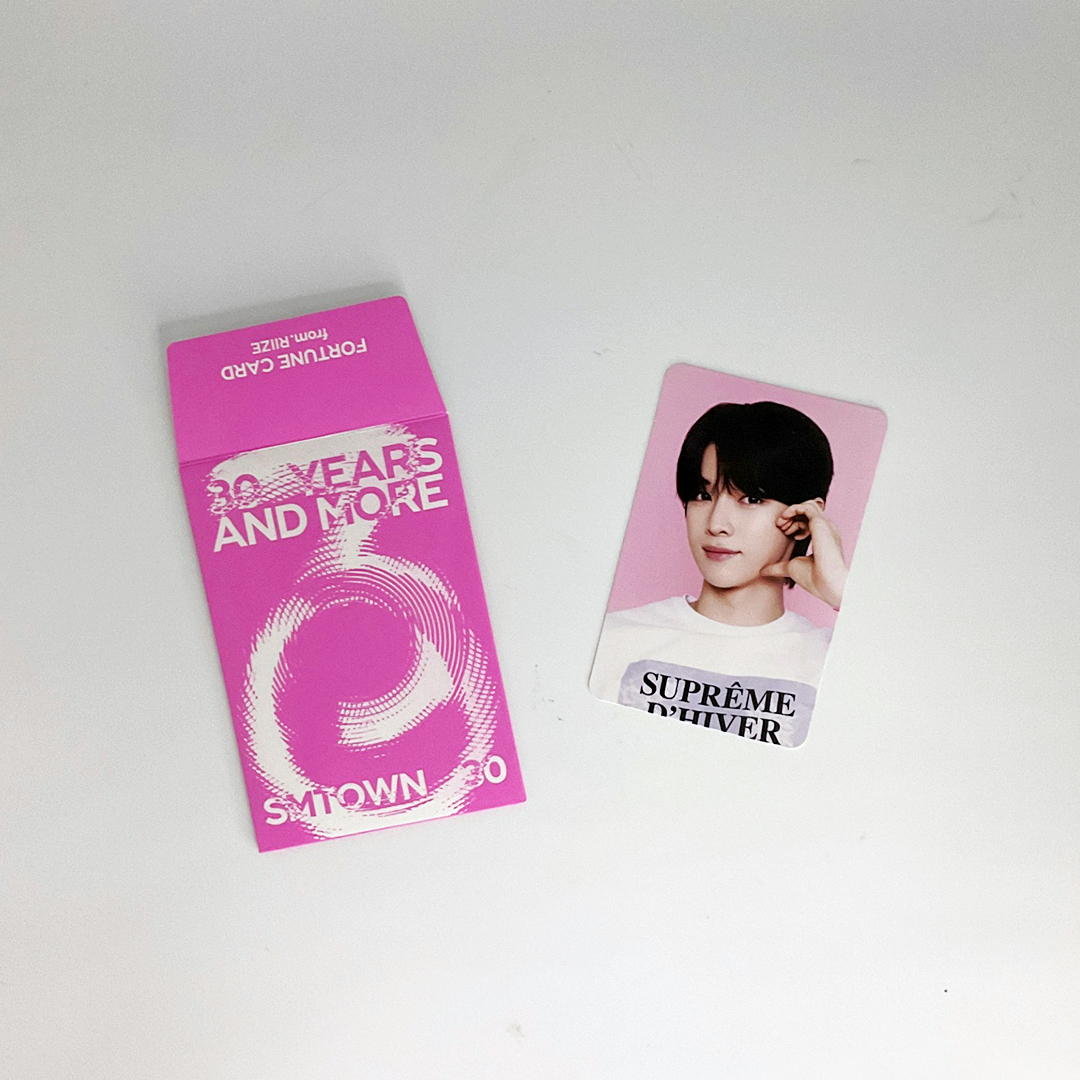 FORTUNE CARD
from.RIIZE
30 YEARS
AND MORE
SMTOWN 30
SUPRÊME
D'HIVER